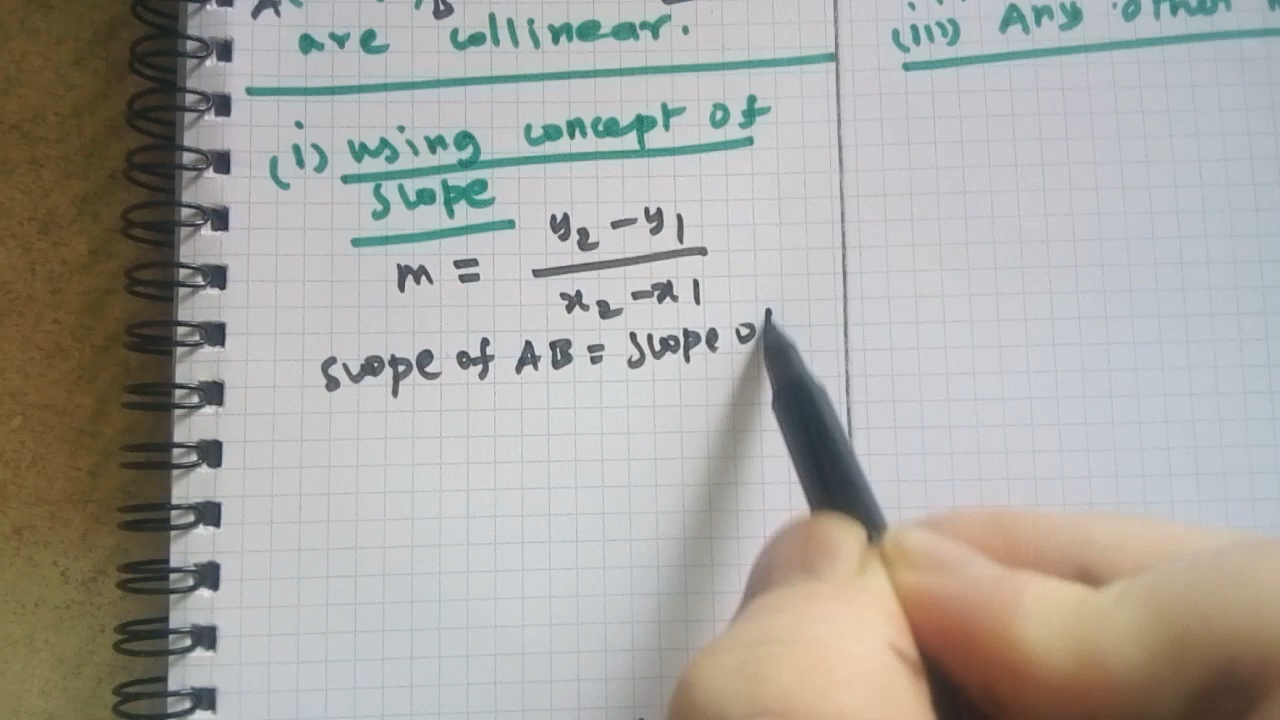 A B
are collinear.
(i) using concept of
slope
m = y₂ - y₁ / x₂ - x₁
slope of AB = slope o
(iii) Any other